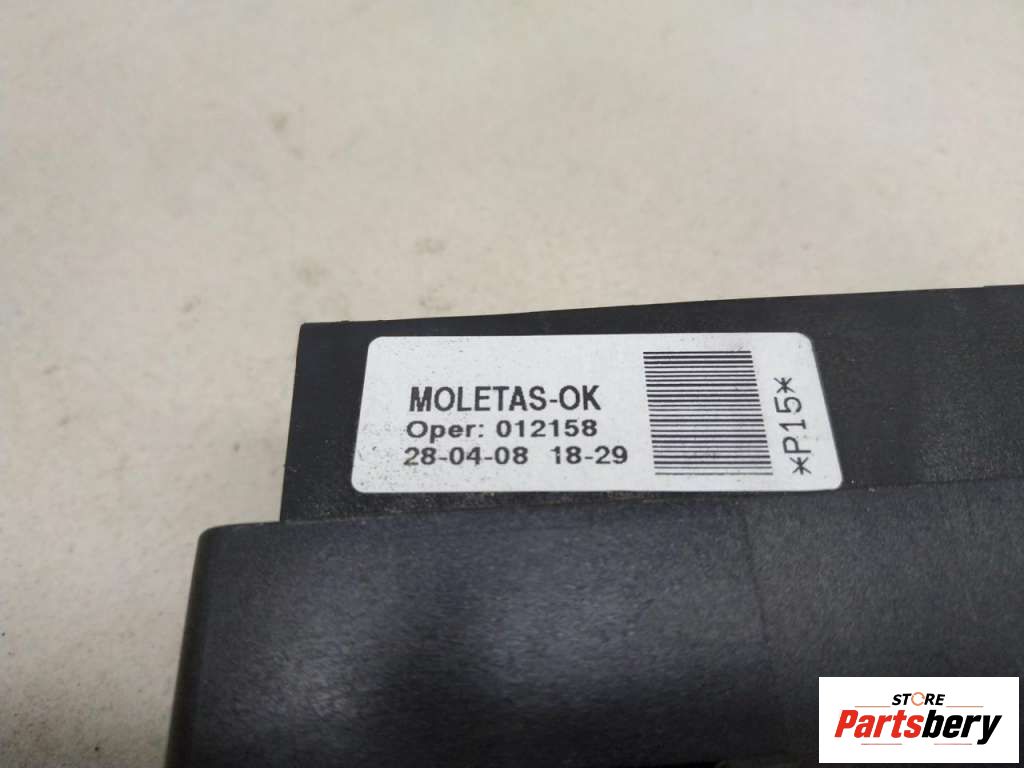 MOLETAS-OK
Oper: 012158
28-04-08 18-29
*P15*
STORE
Partsbery